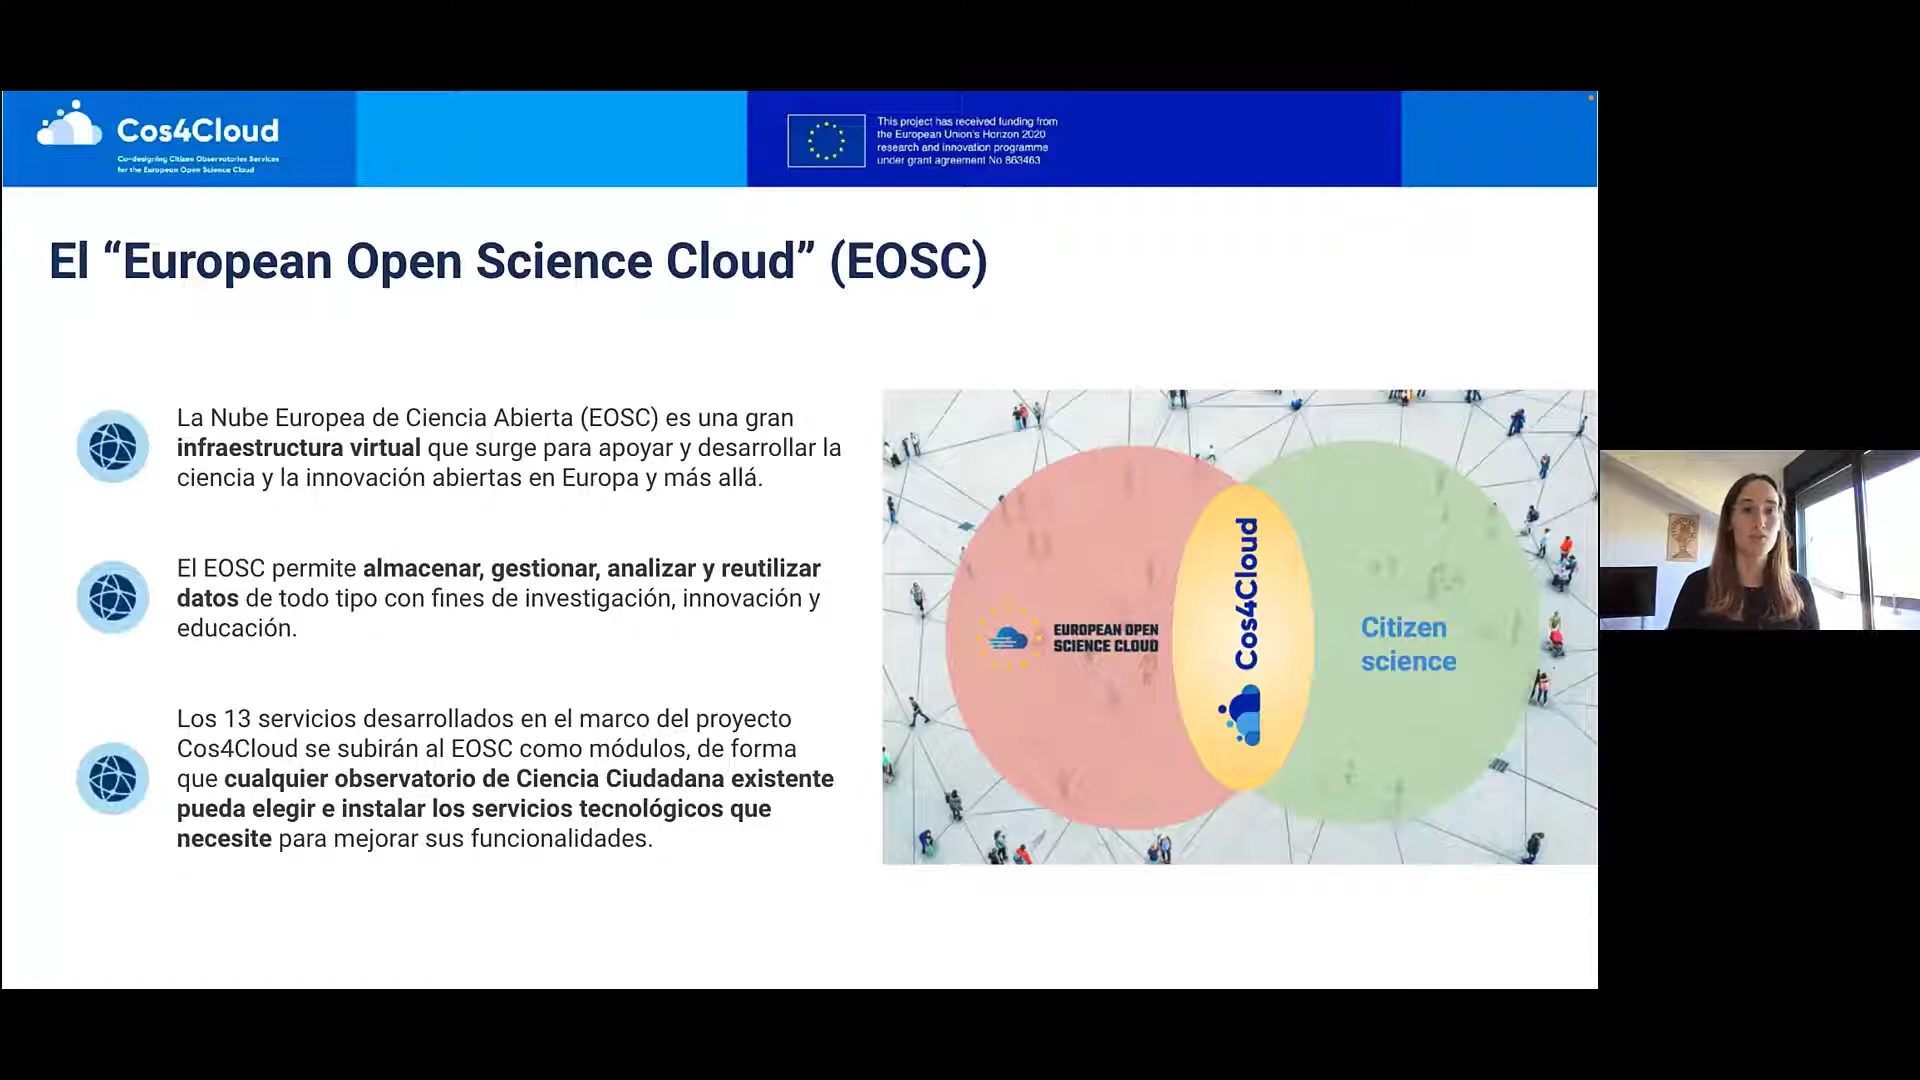 Cos4Cloud
Co-designing Citizen Observatories Services
for the European Open Science Cloud
This project has received funding from
the European Union's Horizon 2020
research and innovation programme
under grant agreement No 863463
El “European Open Science Cloud” (EOSC)
La Nube Europea de Ciencia Abierta (EOSC) es una gran
infraestructura virtual que surge para apoyar y desarrollar la
ciencia y la innovación abiertas en Europa y más allá.
El EOSC permite almacenar, gestionar, analizar y reutilizar
datos de todo tipo con fines de investigación, innovación y
educación.
Los 13 servicios desarrollados en el marco del proyecto
Cos4Cloud se subirán al EOSC como módulos, de forma
que cualquier observatorio de Ciencia Ciudadana existente
pueda elegir e instalar los servicios tecnológicos que
necesite para mejorar sus funcionalidades.
EUROPEAN OPEN
SCIENCE CLOUD
Cos4Cloud
Citizen
science